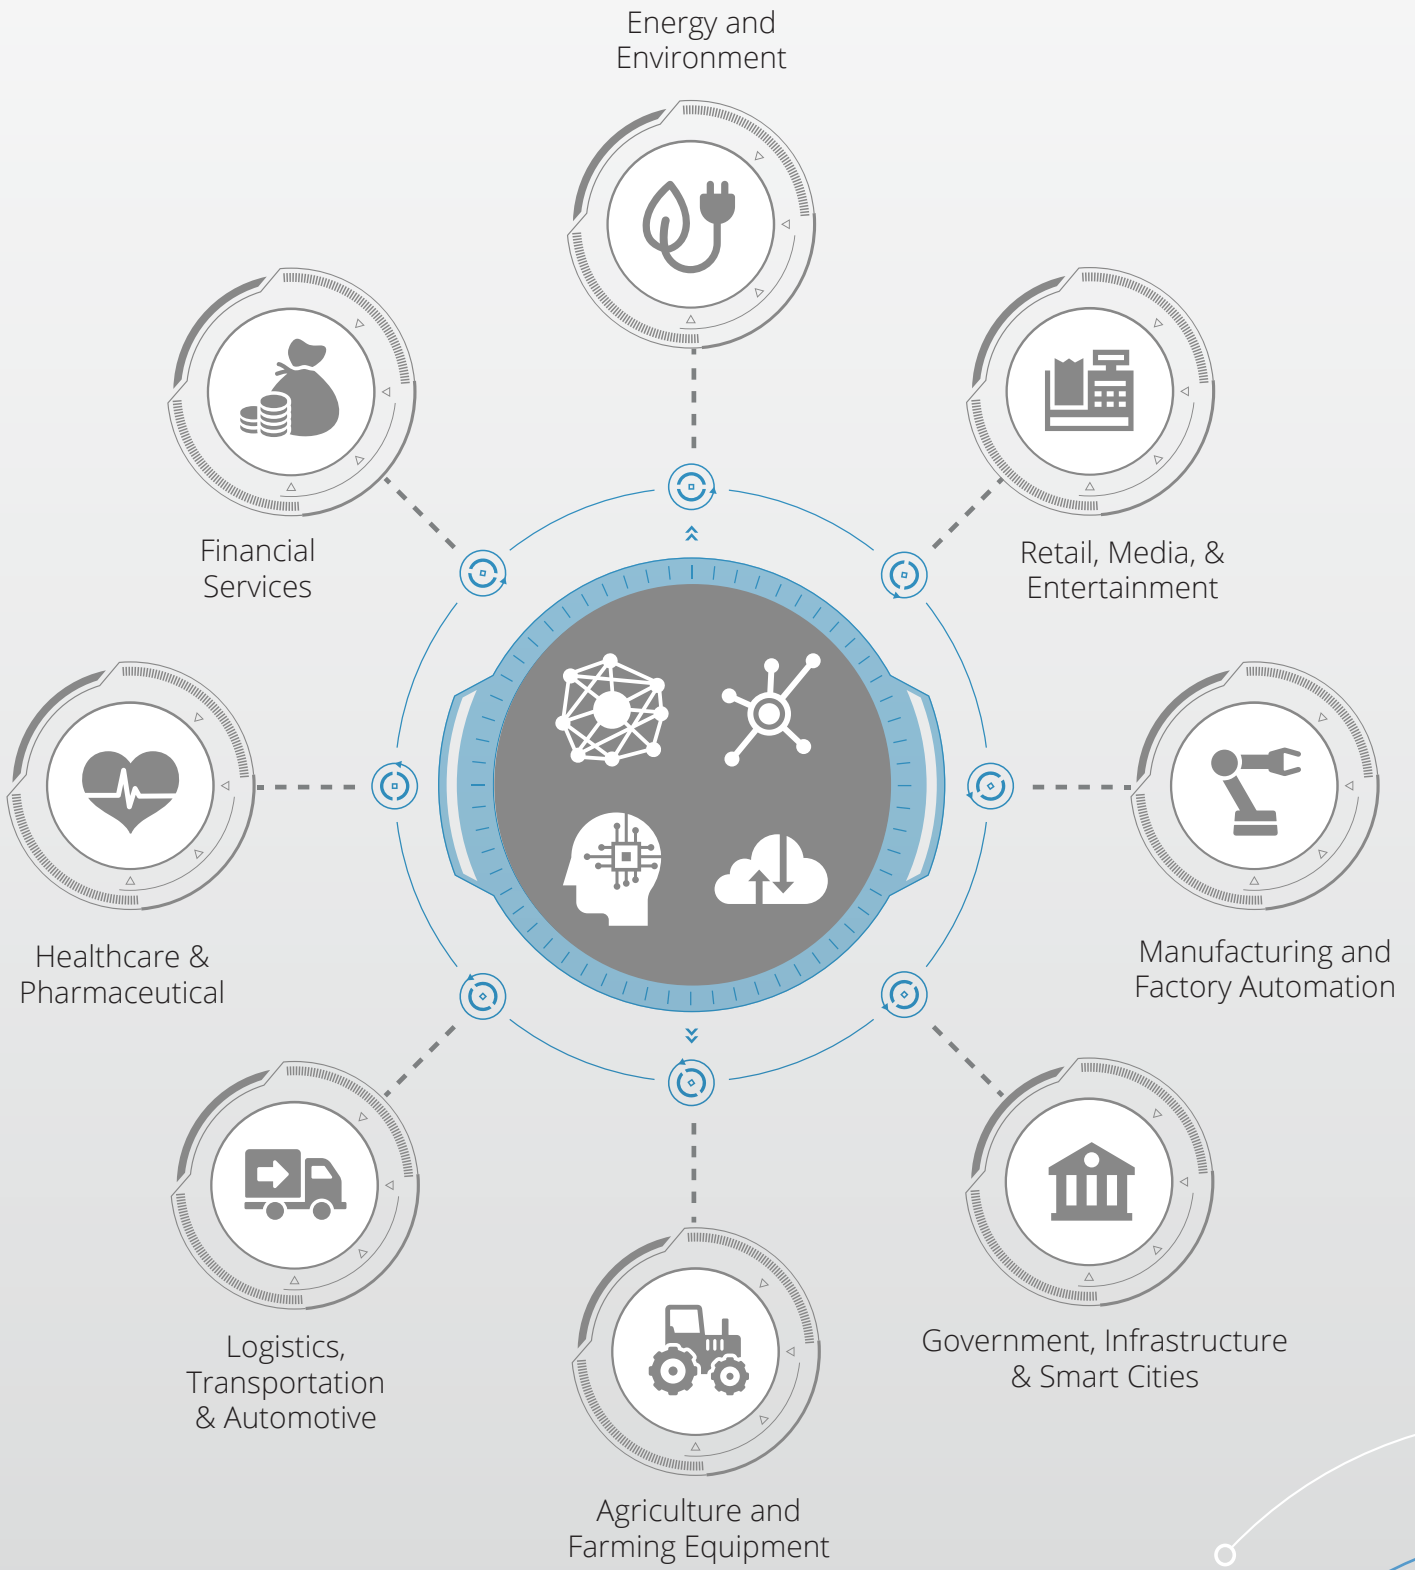 Energy and
Environment
Financial
Services
Retail, Media, &
Entertainment
Healthcare &
Pharmaceutical
Manufacturing and
Factory Automation
Logistics,
Transportation
& Automotive
Government, Infrastructure
& Smart Cities
Agriculture and
Farming Equipment